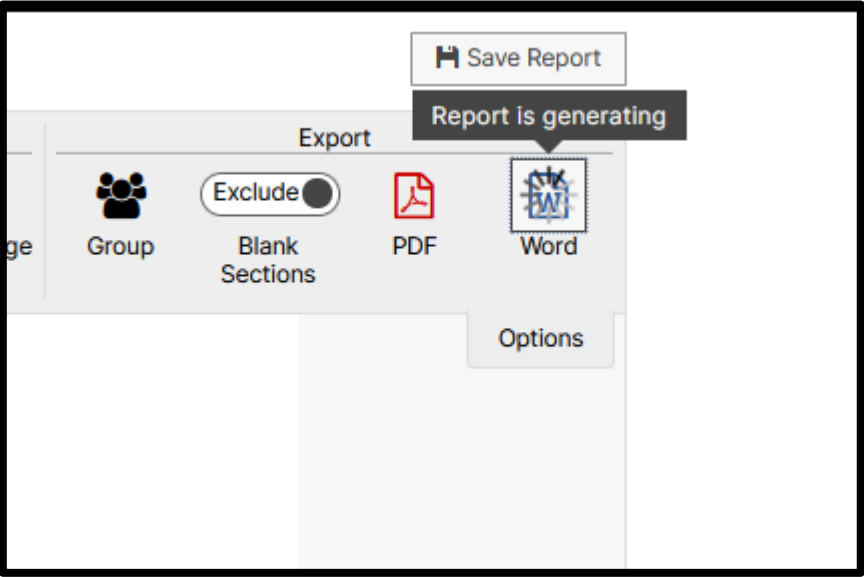 Save Report
Report is generating
Export
Exclude
ge
Group
Blank
Sections
PDF
W
Word
Options